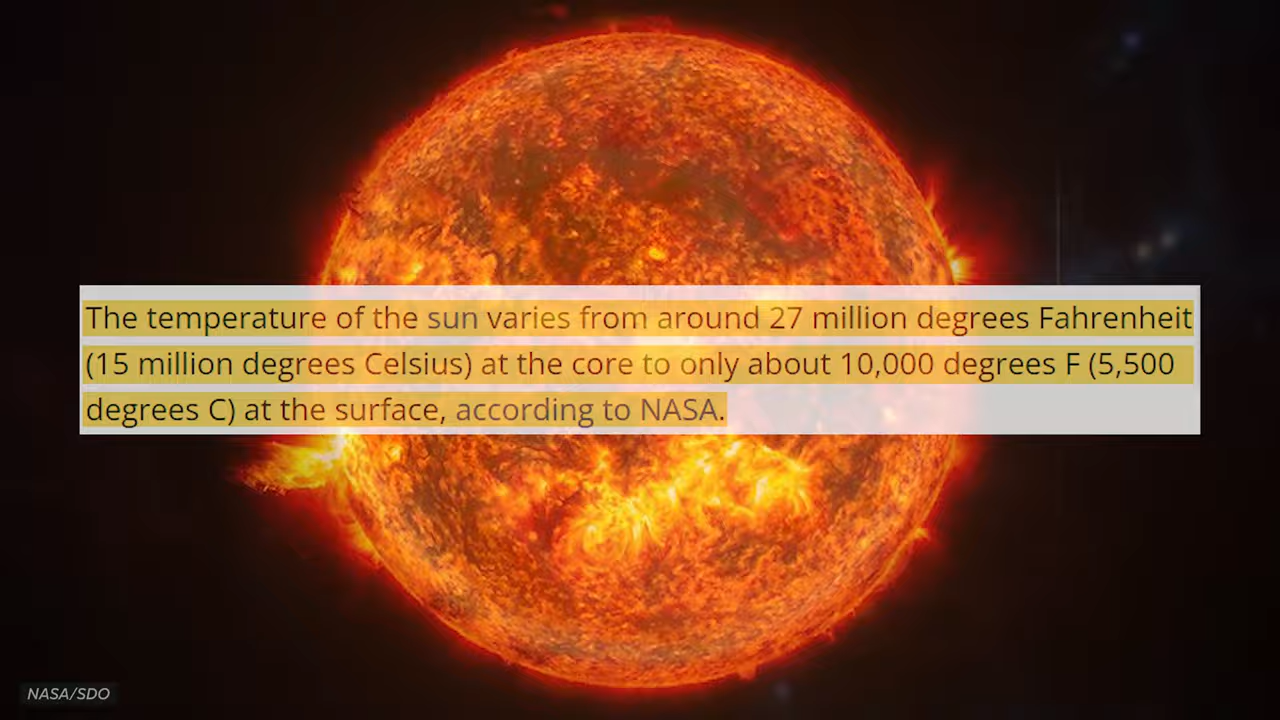 The temperature of the sun varies from around 27 million degrees Fahrenheit
(15 million degrees Celsius) at the core to only about 10,000 degrees F (5,500
degrees C) at the surface, according to NASA.
NASA/SDO